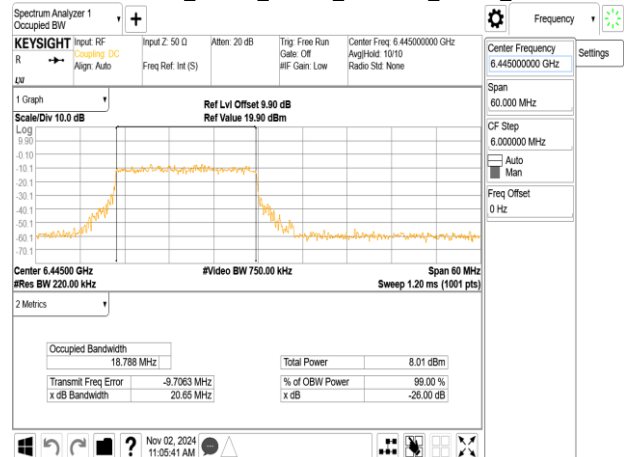 Spectrum Analyzer 1
Occupied BW
Frequency
KEYSIGHT Input: RF Input Z: 50 Ω Atten: 20 dB Trig: Free Run Center Freq: 6.445000000 GHz
R Coupling: DC Gate: Off Avg|Hold: 10/10
Align: Auto Freq Ref: Int (S) #IF Gain: Low Radio Std: None
LXI
Center Frequency
6.445000000 GHz
Settings
Span
60.000 MHz
CF Step
6.000000 MHz
Auto
Man
Freq Offset
0 Hz
1 Graph
Ref Lvl Offset 9.90 dB
Scale/Div 10.0 dB Ref Value 19.90 dBm
Log
9.90
-0.10
-10.1
-20.1
-30.1
-40.1
-50.1
-60.1
-70.1
Center 6.44500 GHz #Video BW 750.00 kHz Span 60 MHz
#Res BW 220.00 kHz Sweep 1.20 ms (1001 pts)
2 Metrics
Occupied Bandwidth
18.788 MHz Total Power 8.01 dBm
Transmit Freq Error -9.7063 MHz % of OBW Power 99.00 %
x dB Bandwidth 20.65 MHz x dB -26.00 dB
? Nov 02, 2024
11:05:41 AM